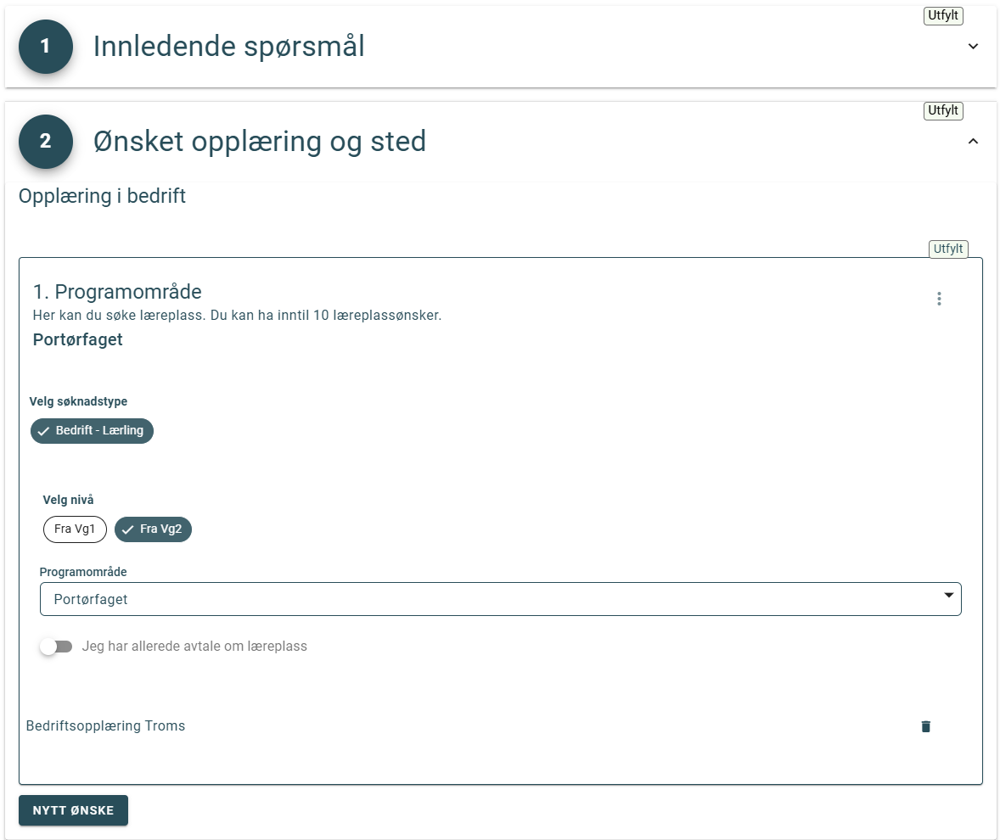 Utfylt
1
Innledende spørsmål
Utfylt
2
Ønsket opplæring og sted
Opplæring i bedrift
Utfylt
1. Programområde
Her kan du søke læreplass. Du kan ha inntil 10 læreplassønsker.
Portørfaget
Velg søknadstype
Bedrift - Lærling
Velg nivå
Fra Vg1 Fra Vg2
Programområde
Portørfaget
Jeg har allerede avtale om læreplass
Bedriftsopplæring Troms
NYTT ØNSKE